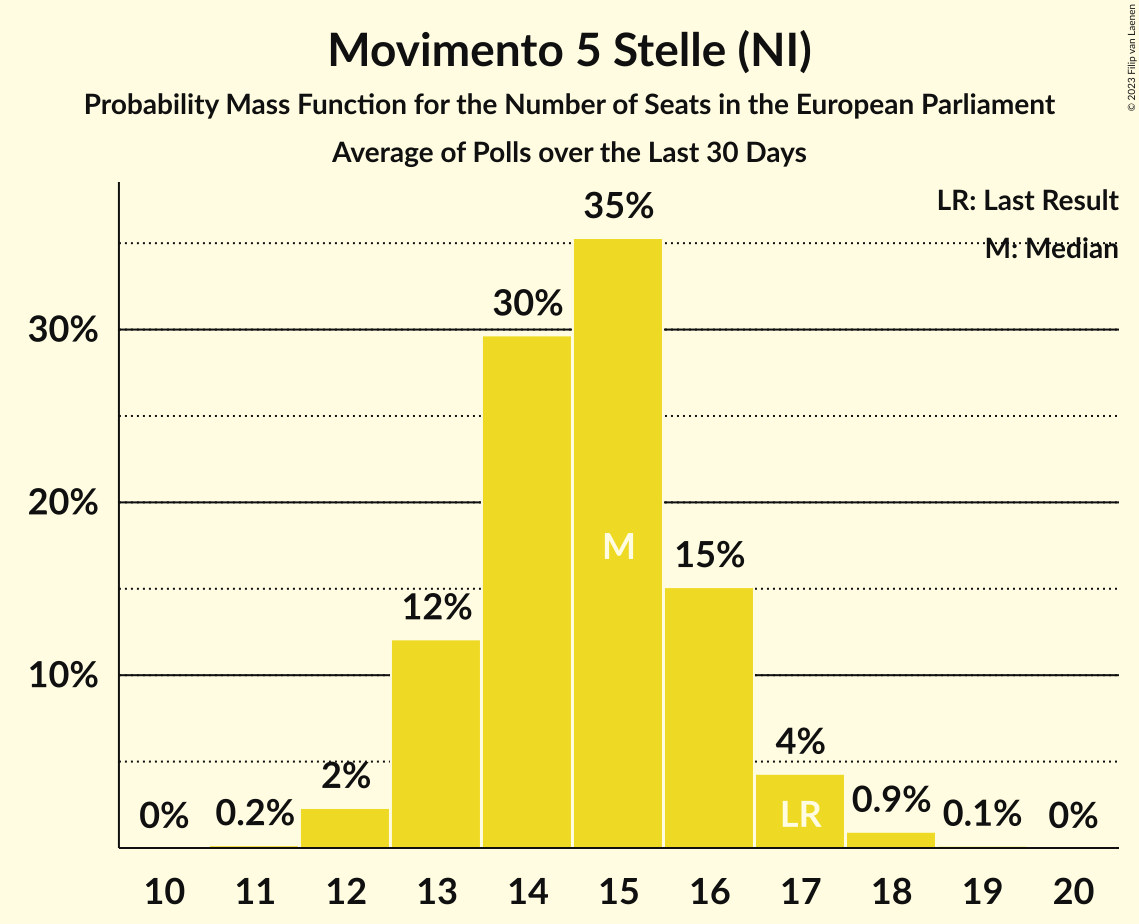 Movimento 5 Stelle (NI)
Probability Mass Function for the Number of Seats in the European Parliament
Average of Polls over the Last 30 Days
© 2023 Filip van Laenen
LR: Last Result
M: Median
35%
30%
30%
20%
M
15%
12%
10%
4%
2%
0.9%
0%
0.2%
LR
0.1%
0%
10 11 12 13 14 15 16 17 18 19 20